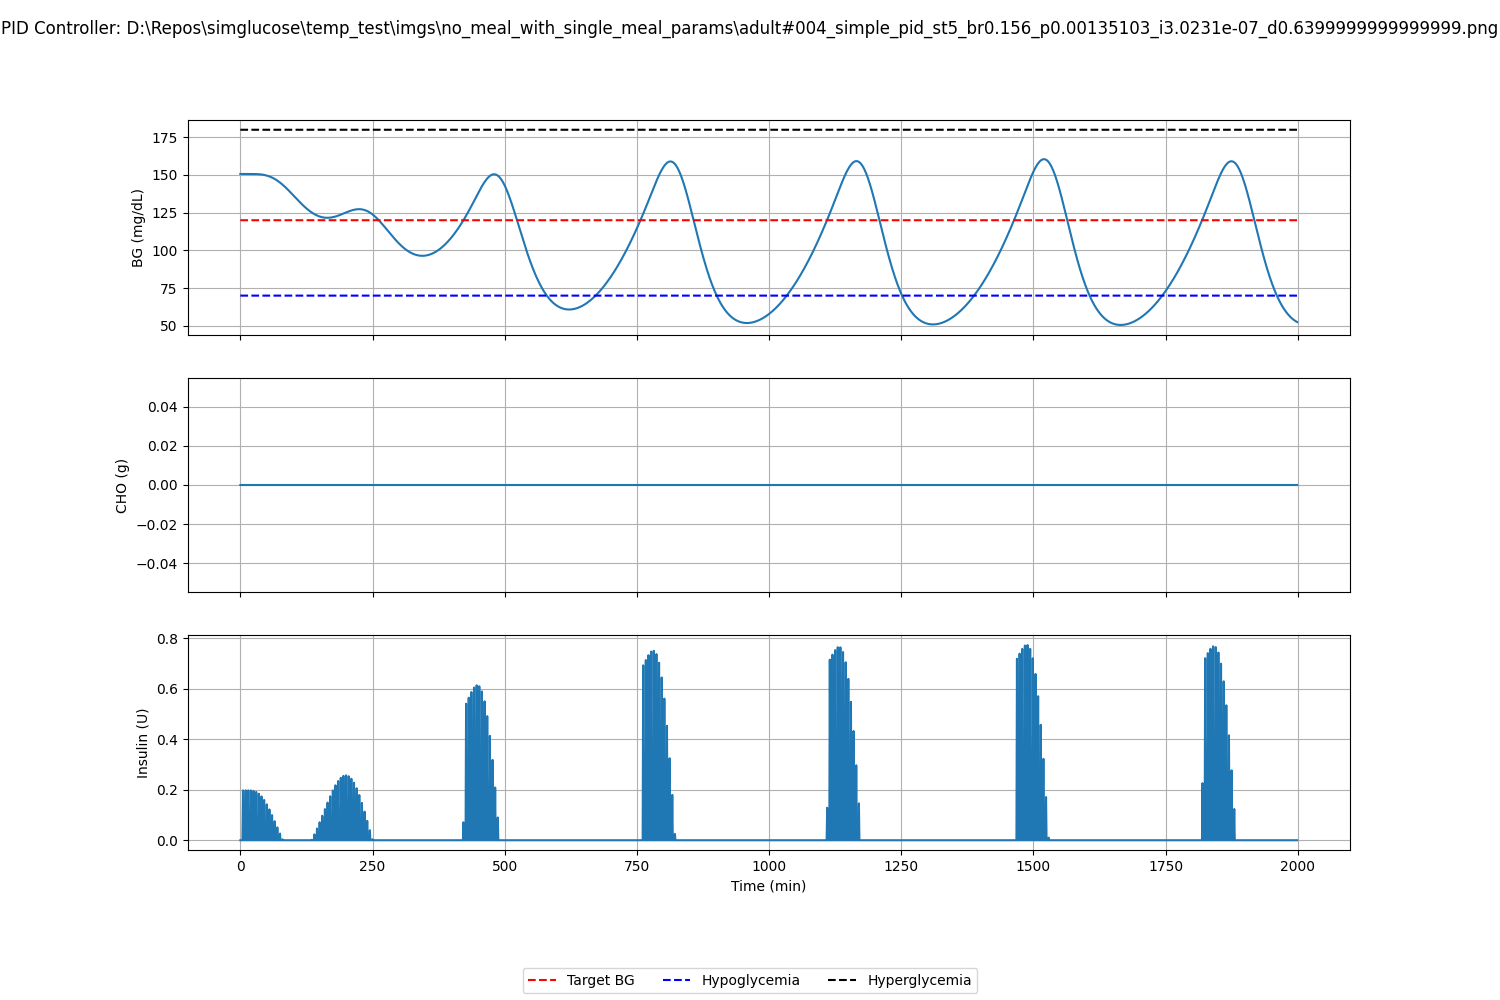 PID Controller: D:\Repos\simglucose\temp_test\imgs\no_meal_with_single_meal_params\adult#004_simple_pid_st5_br0.156_p0.00135103_i3.0231e-07_d0.6399999999999999.png
175
150
125
100
75
50
BG (mg/dL)
0.04
0.02
0.00
−0.02
−0.04
CHO (g)
0.8
0.6
0.4
0.2
0.0
Insulin (U)
0 250 500 750 1000 1250 1500 1750 2000
Time (min)
Target BG Hypoglycemia Hyperglycemia